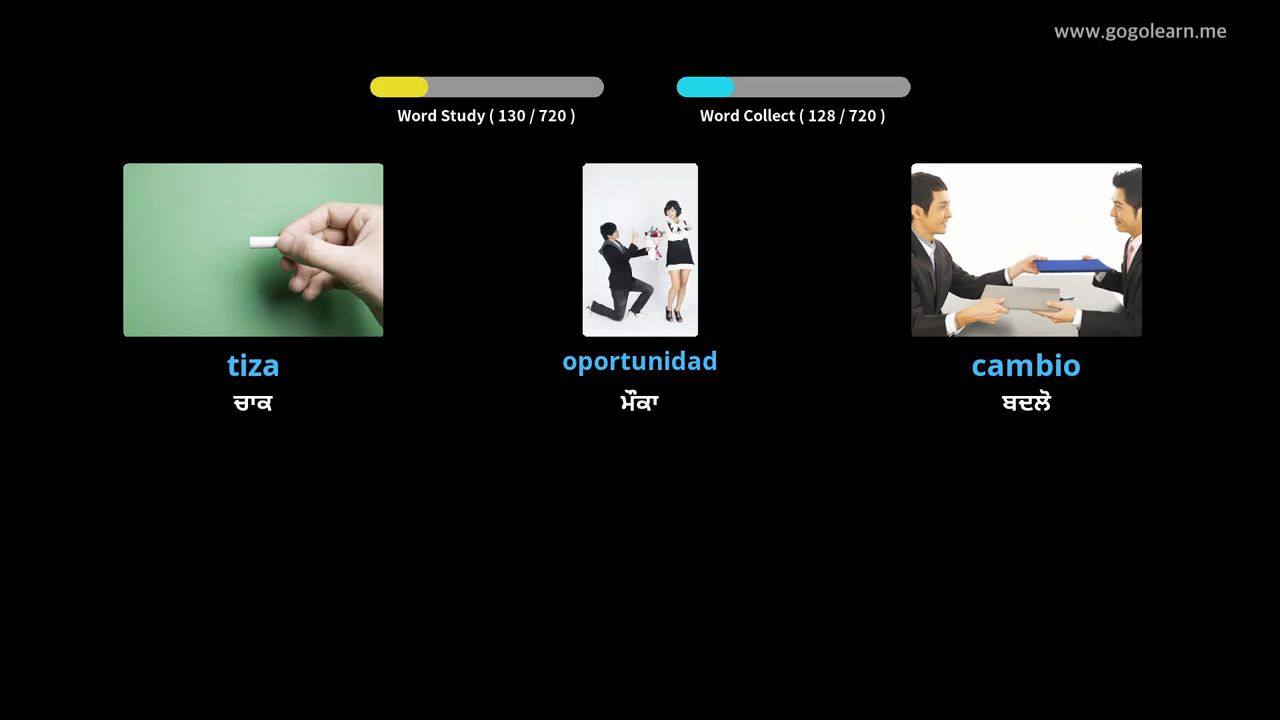 www.gogolearn.me
Word Study ( 130 / 720 )
Word Collect ( 128 / 720 )
tiza
ਚਾਕ
oportunidad
ਮੌਕਾ
cambio
ਬਦਲੋ